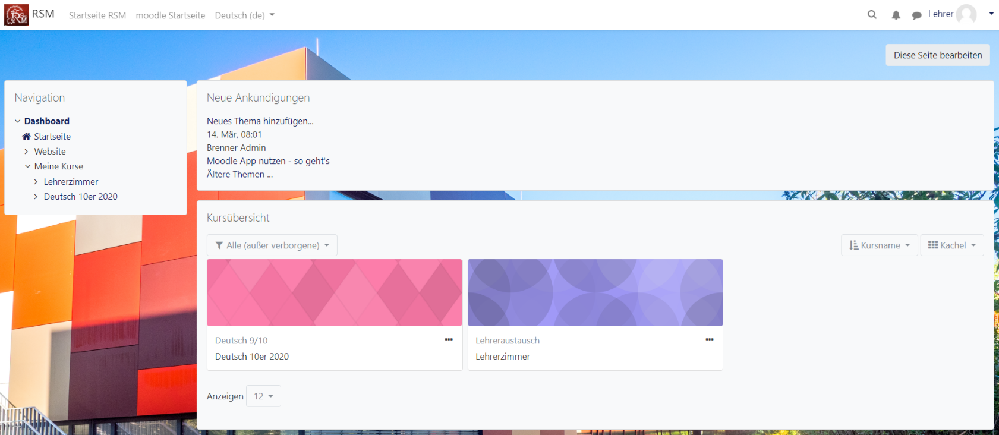 RSM
Startseite RSM
moodle Startseite
Deutsch (de)
l ehrer
Diese Seite bearbeiten
Navigation
Dashboard
Startseite
Website
Meine Kurse
Lehrerzimmer
Deutsch 10er 2020
Neue Ankündigungen
Neues Thema hinzufügen...
14. Mär, 08:01
Brenner Admin
Moodle App nutzen - so geht's
Ältere Themen ...
Kursübersicht
Alle (außer verborgene)
Kursname
Kachel
Deutsch 9/10
Deutsch 10er 2020
Lehreraustausch
Lehrerzimmer
Anzeigen 12